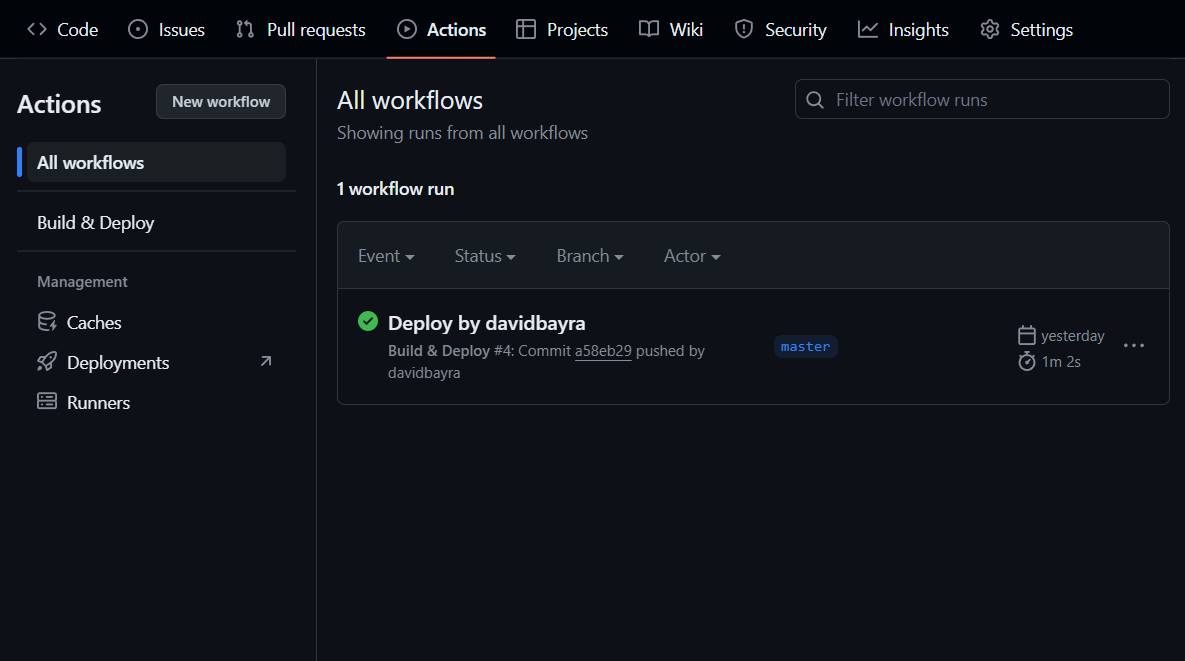 Code Issues Pull requests Actions Projects Wiki Security Insights Settings
Actions New workflow
All workflows
Build & Deploy
Management
Caches
Deployments
Runners
All workflows
Filter workflow runs
Showing runs from all workflows
1 workflow run
Event Status Branch Actor
Deploy by davidbayra
Build & Deploy #4: Commit a58eb29 pushed by
davidbayra
master
yesterday
1m 2s